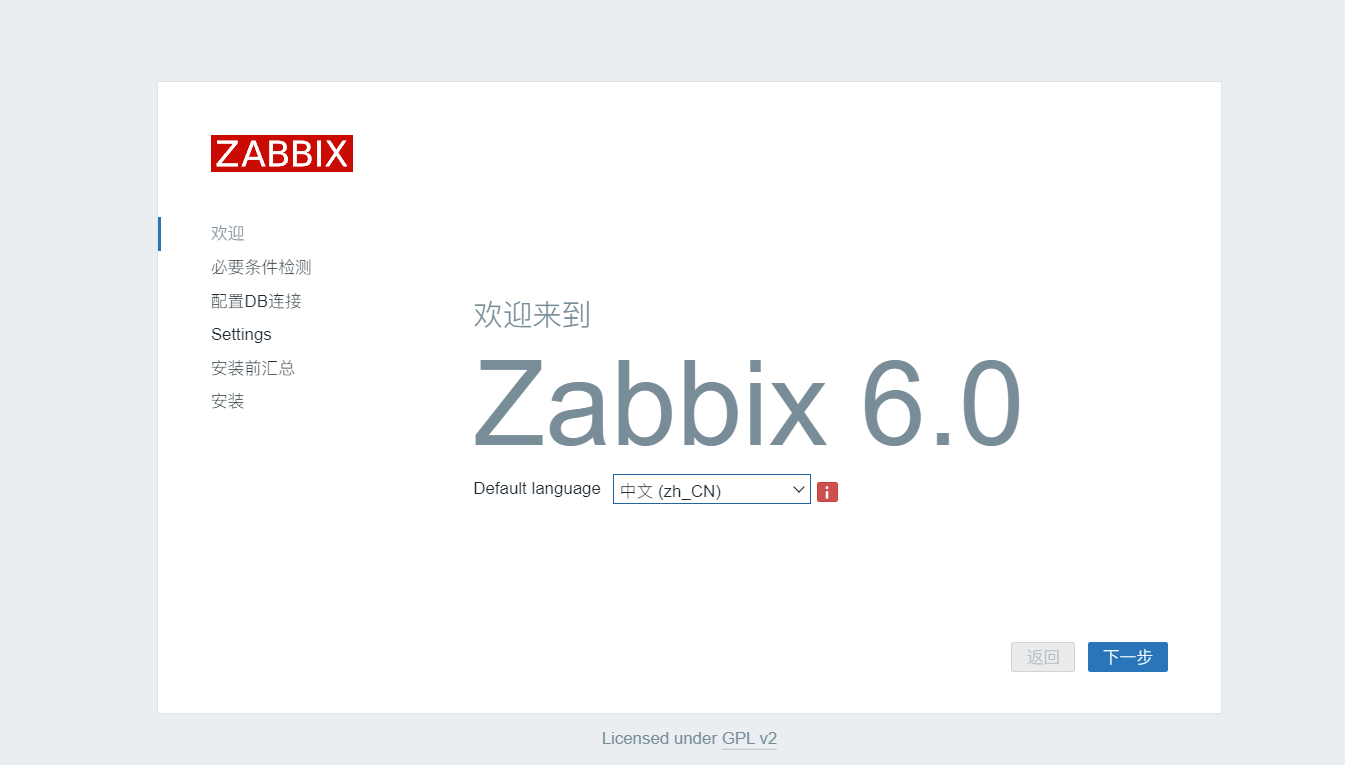 ZABBIX
欢迎
必要条件检测
配置DB连接
Settings
安装前汇总
安装
欢迎来到
Zabbix 6.0
Default language 中文 (zh_CN)
返回 下一步
Licensed under GPL v2